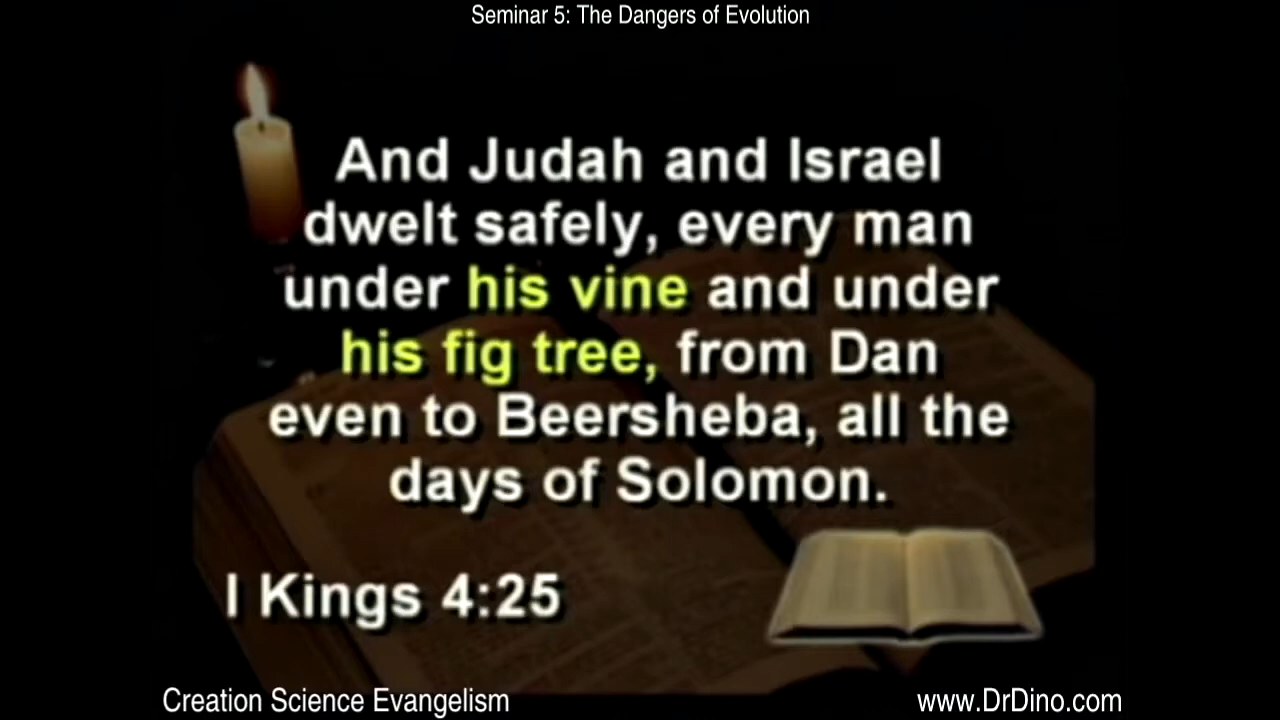 Seminar 5: The Dangers of Evolution
And Judah and Israel
dwelt safely, every man
under his vine and under
his fig tree, from Dan
even to Beersheba, all the
days of Solomon.
I Kings 4:25
Creation Science Evangelism
www.DrDino.com